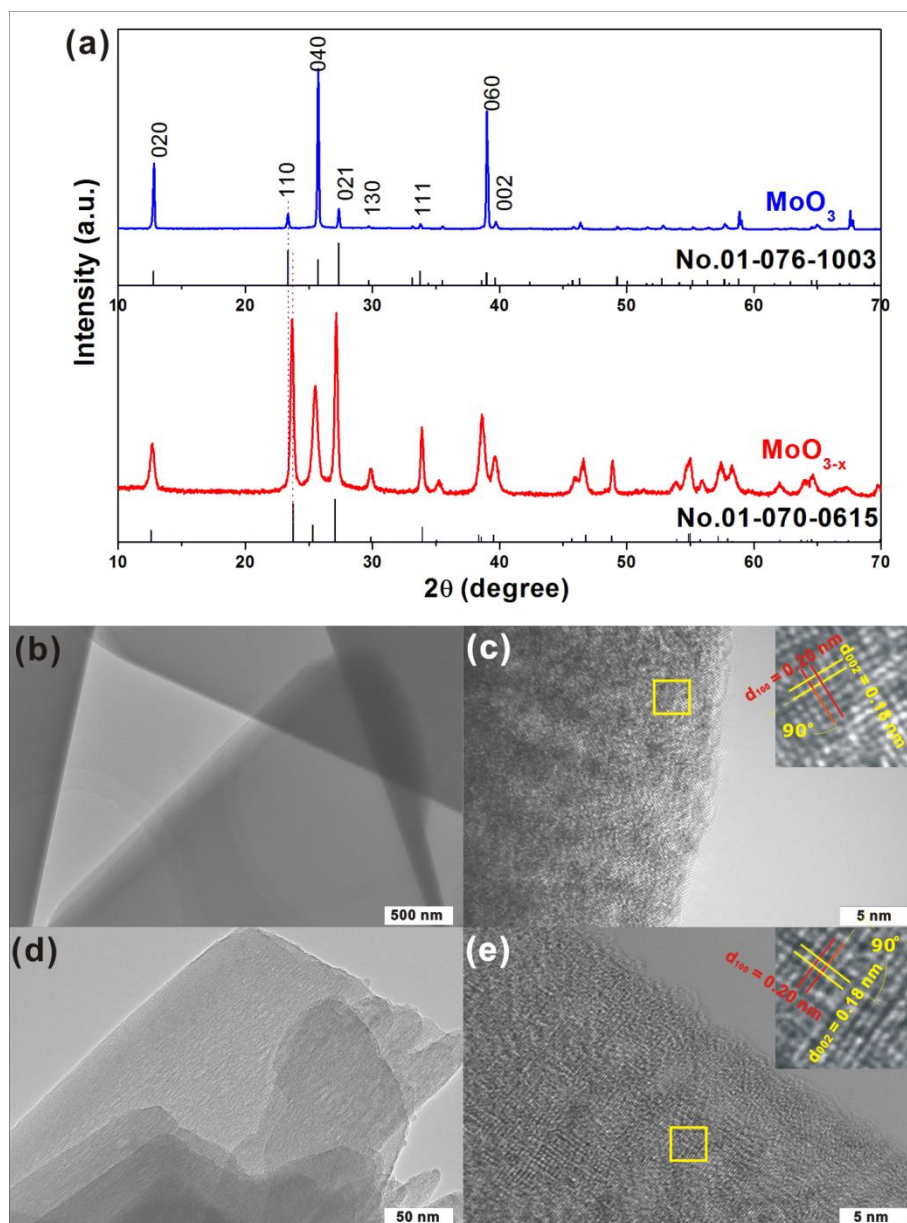 (a)
020
110
040
021
130
111
060
002
MoO3
No.01-076-1003
10 20 30 40 50 60 70
Intensity (a.u.)
MoO3-x
No.01-070-0615
10 20 30 40 50 60 70
2θ (degree)
(b)
500 nm
(c)
d100 = 0.20 nm
d002 = 0.18 nm
90°
5 nm
(d)
50 nm
(e)
d100 = 0.20 nm
d002 = 0.18 nm
90°
5 nm